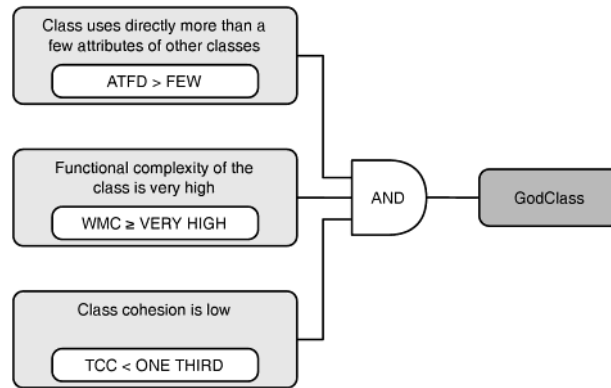 Class uses directly more than a
few attributes of other classes
ATFD > FEW
Functional complexity of the
class is very high
WMC ≥ VERY HIGH
AND
GodClass
Class cohesion is low
TCC < ONE THIRD